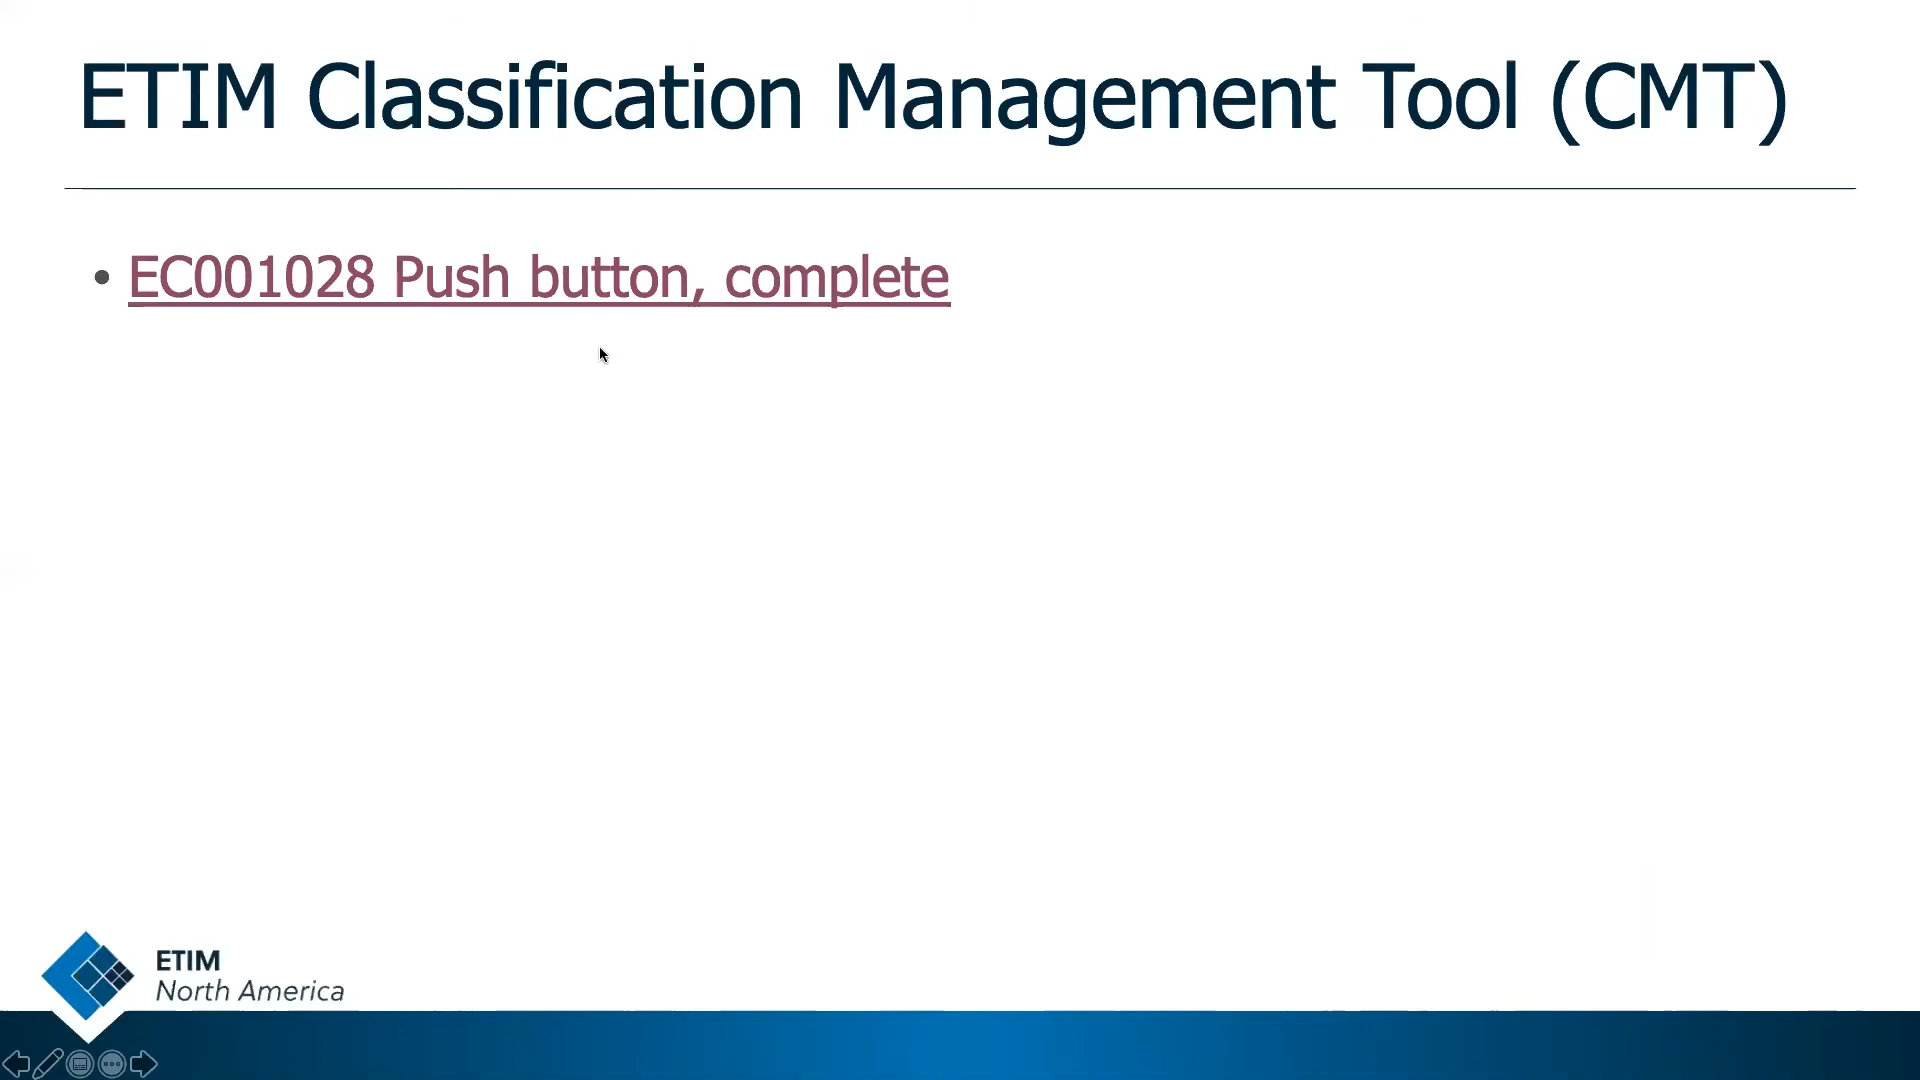 ETIM Classification Management Tool (CMT)
• EC001028 Push button, complete
ETIM
North America